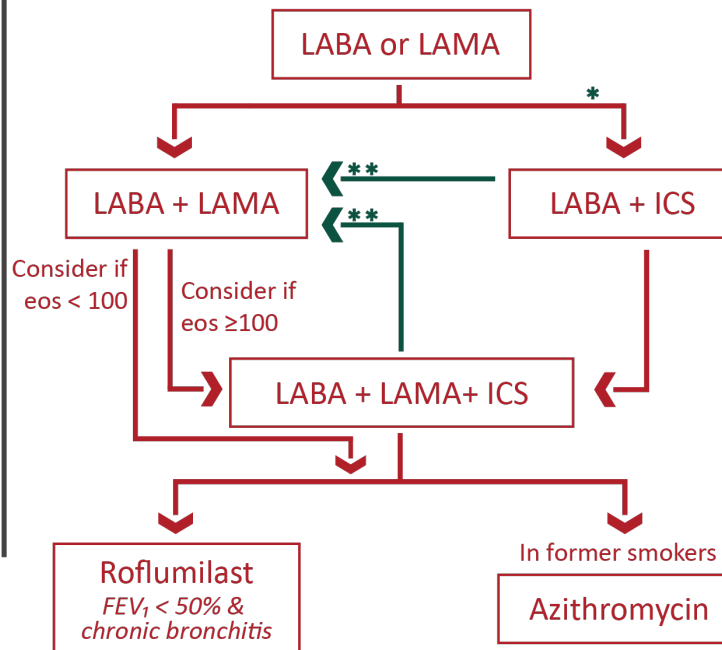 LABA or LAMA
*
**
LABA + LAMA
LABA + ICS
**
Consider if
eos < 100
Consider if
eos ≥100
LABA + LAMA+ ICS
Roflumilast
FEV₁ < 50% &
chronic bronchitis
In former smokers
Azithromycin